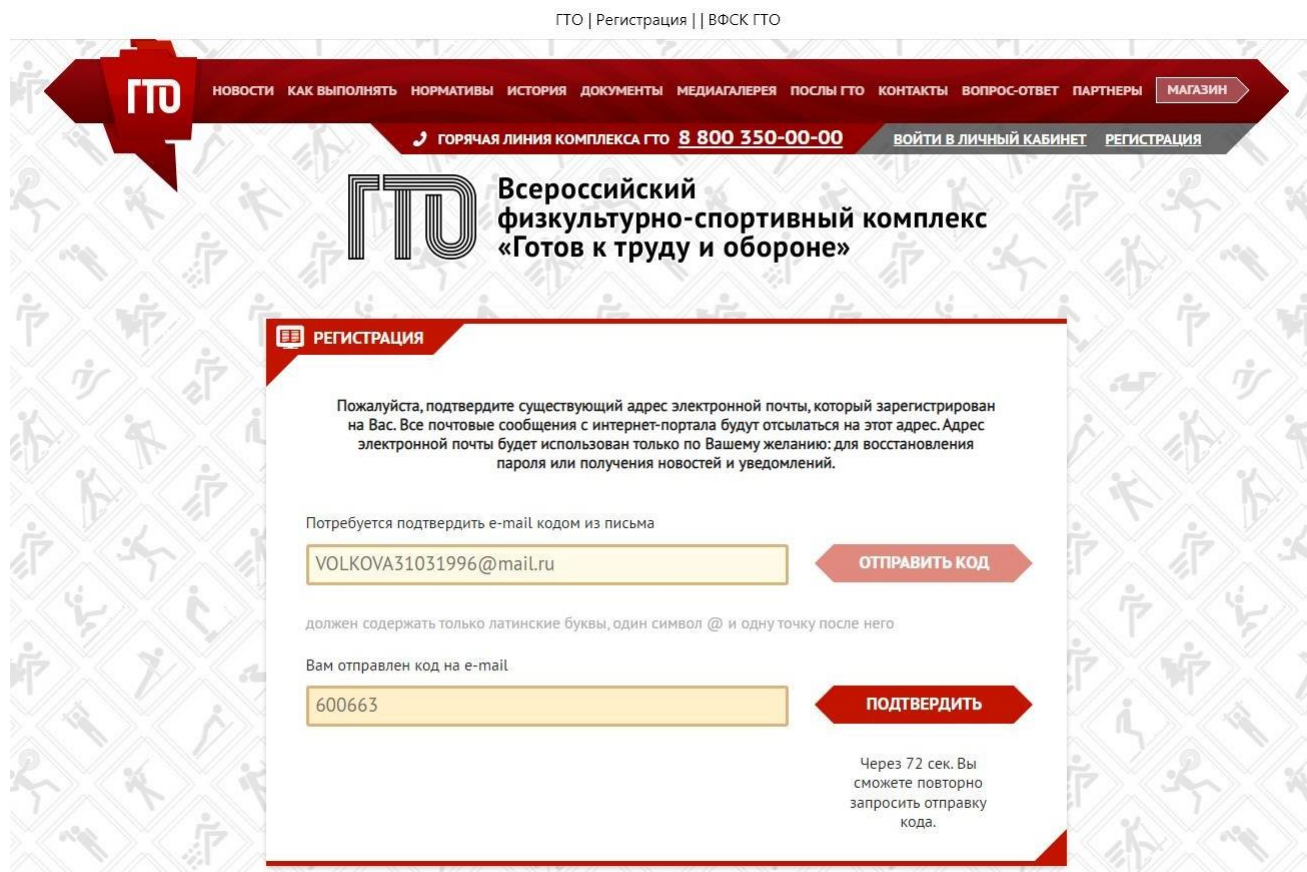 ГТО | Регистрация | | ВФСК ГТО
ГТО
НОВОСТИ КАК ВЫПОЛНЯТЬ НОРМАТИВЫ ИСТОРИЯ ДОКУМЕНТЫ МЕДИАГАЛЕРЕЯ ПОСЛЫ ГТО КОНТАКТЫ ВОПРОС-ОТВЕТ ПАРТНЕРЫ МАГАЗИН
ГОРЯЧАЯ ЛИНИЯ КОМПЛЕКСА ГТО 8 800 350-00-00 ВОЙТИ В ЛИЧНЫЙ КАБИНЕТ РЕГИСТРАЦИЯ
ГТО
Всероссийский
физкультурно-спортивный комплекс
«Готов к труду и обороне»
РЕГИСТРАЦИЯ
Пожалуйста, подтвердите существующий адрес электронной почты, который зарегистрирован
на Вас. Все почтовые сообщения с интернет-портала будут отсылаться на этот адрес. Адрес
электронной почты будет использован только по Вашему желанию: для восстановления
пароля или получения новостей и уведомлений.
Потребуется подтвердить e-mail кодом из письма
VOLKOVA31031996@mail.ru ОТПРАВИТЬ КОД
должен содержать только латинские буквы, один символ @ и одну точку после него
Вам отправлен код на e-mail
600663 ПОДТВЕРДИТЬ
Через 72 сек. Вы
сможете повторно
запросить отправку
кода.